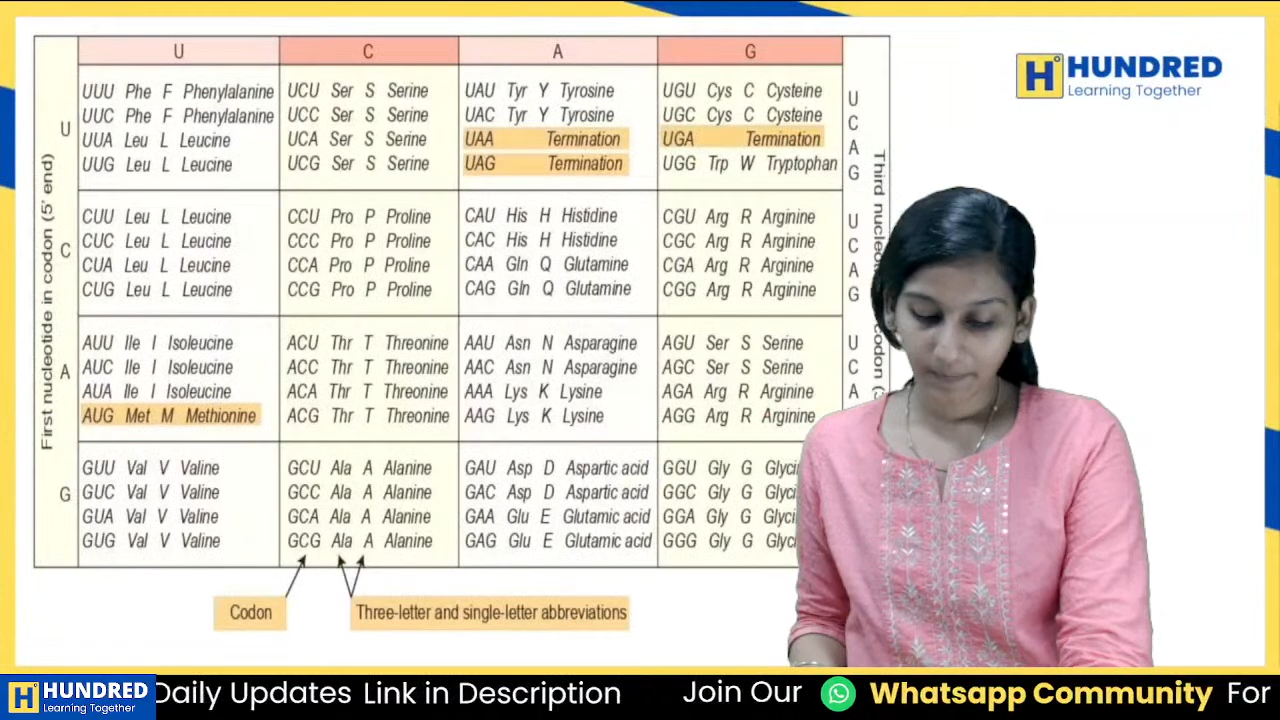 U C A G
UUU Phe F Phenylalanine UCU Ser S Serine UAU Tyr Y Tyrosine UGU Cys C Cysteine U
UUC Phe F Phenylalanine UCC Ser S Serine UAC Tyr Y Tyrosine UGC Cys C Cysteine C
U
UUA Leu L Leucine UCA Ser S Serine UAA Termination UGA Termination A
UUG Leu L Leucine UCG Ser S Serine UAG Termination UGG Trp W Tryptophan G
CUU Leu L Leucine CCU Pro P Proline CAU His H Histidine CGU Arg R Arginine U
CUC Leu L Leucine CCC Pro P Proline CAC His H Histidine CGC Arg R Arginine C
C
CUA Leu L Leucine CCA Pro P Proline CAA Gln Q Glutamine CGA Arg R Arginine A
CUG Leu L Leucine CCG Pro P Proline CAG Gln Q Glutamine CGG Arg R Arginine G
AUU Ile I Isoleucine ACU Thr T Threonine AAU Asn N Asparagine AGU Ser S Serine U
AUC Ile I Isoleucine ACC Thr T Threonine AAC Asn N Asparagine AGC Ser S Serine C
A
AUA Ile I Isoleucine ACA Thr T Threonine AAA Lys K Lysine AGA Arg R Arginine A
AUG Met M Methionine ACG Thr T Threonine AAG Lys K Lysine AGG Arg R Arginine
GUU Val V Valine GCU Ala A Alanine GAU Asp D Aspartic acid GGU Gly G
GUC Val V Valine GCC Ala A Alanine GAC Asp D Aspartic acid GGC Gly G
G
GUA Val V Valine GCA Ala A Alanine GAA Glu E Glutamic acid GGA Gly G
GUG Val V Valine GCG Ala A Alanine GAG Glu E Glutamic acid GGG Gly G
First nucleotide in codon (5' end)
Third codon
Codon
Three-letter and single-letter abbreviations
H HUNDRED
Learning Together
H HUNDRED
Learning Together
Daily Updates Link in Description Join Our Whatsapp Community For